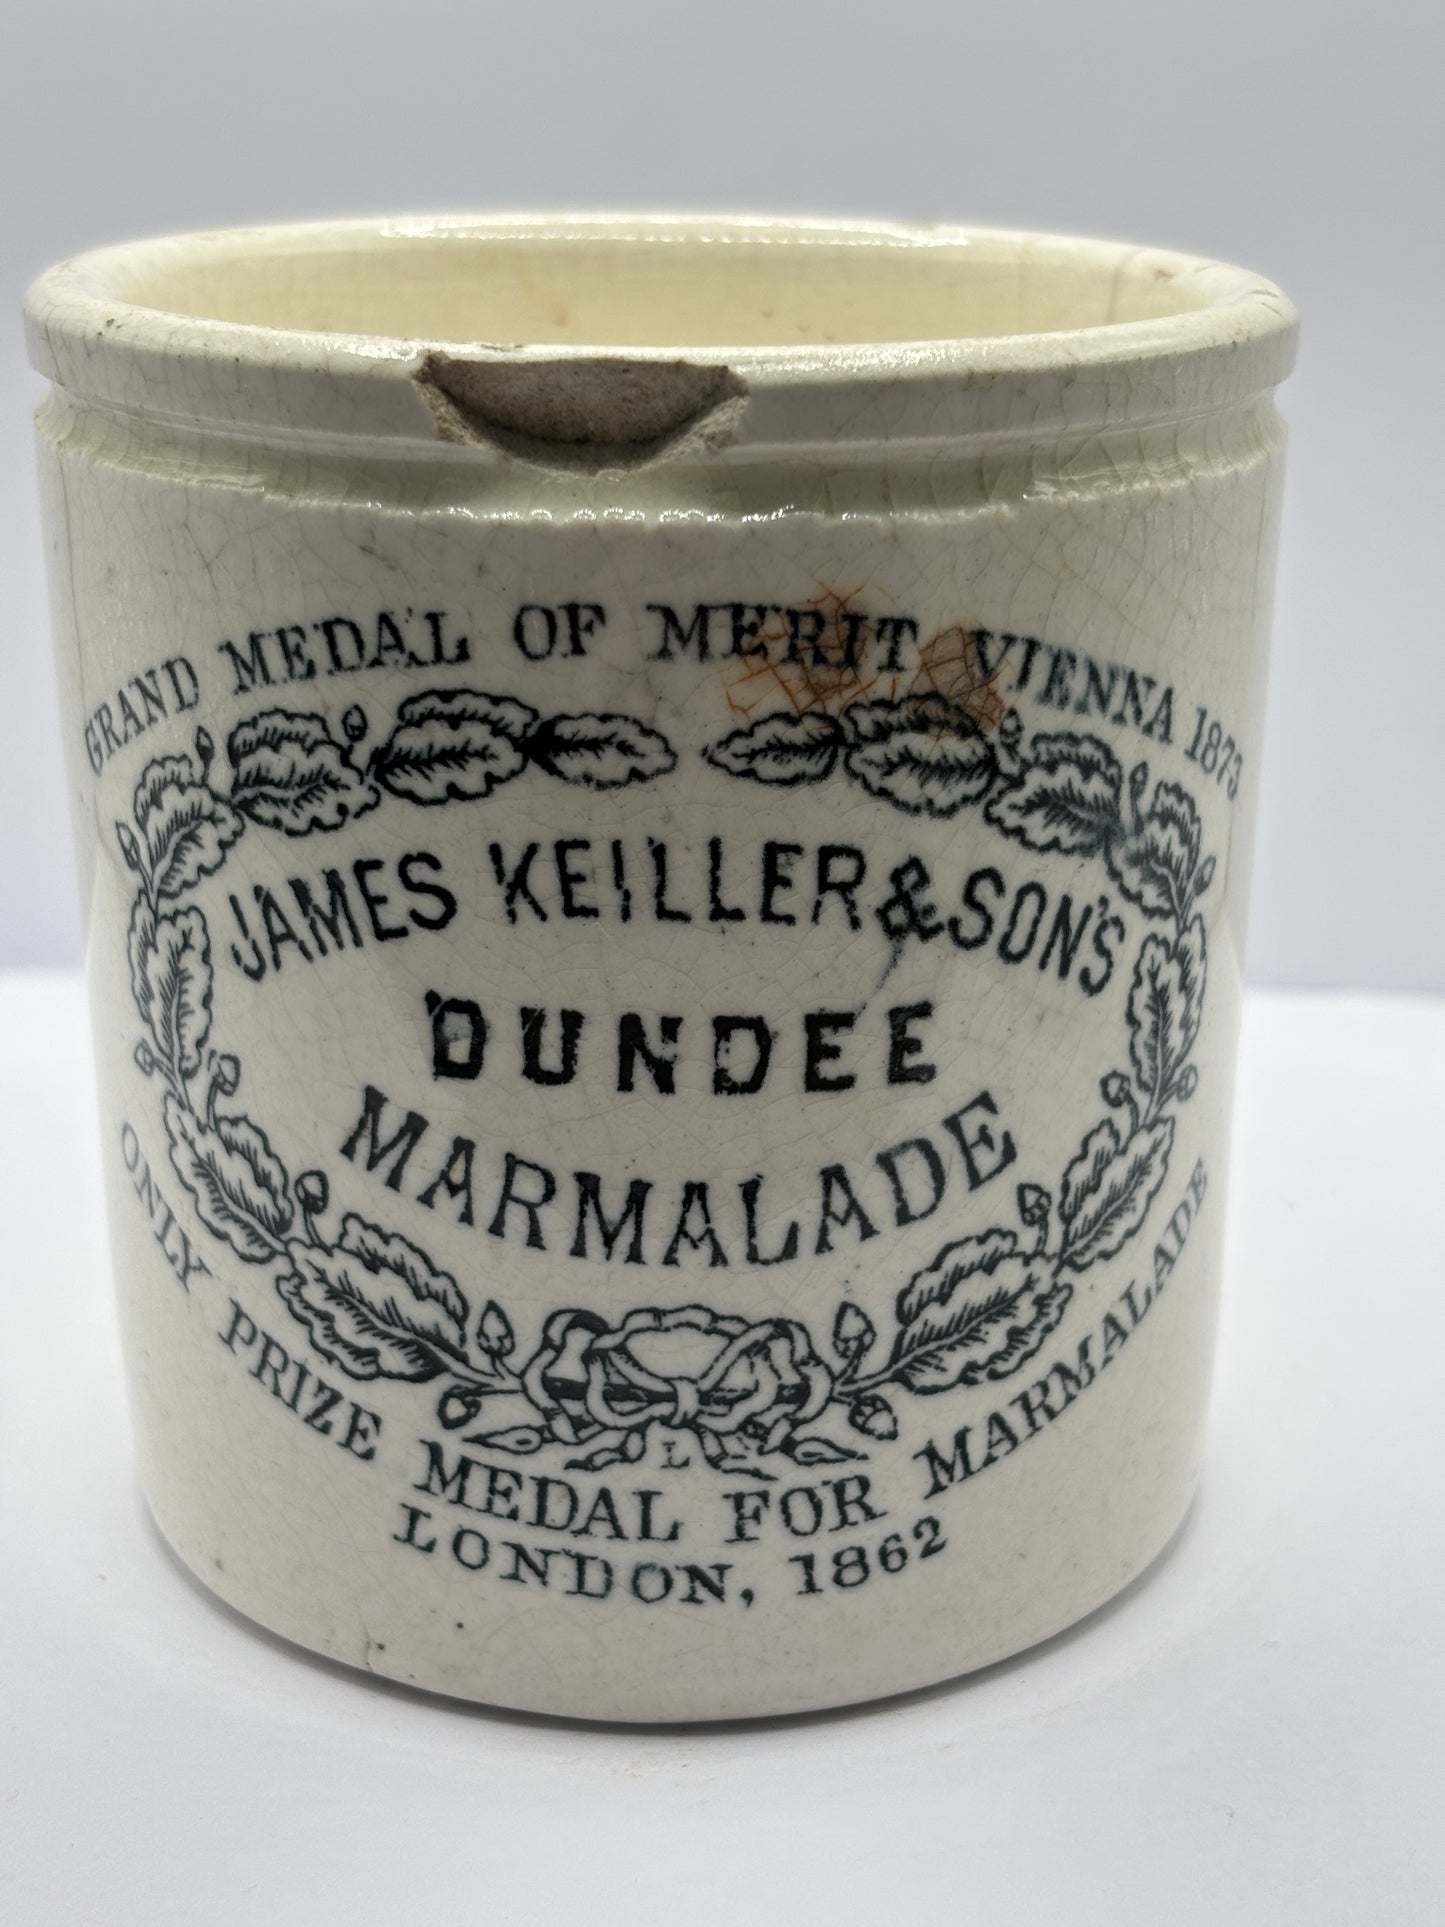 GRAND MEDAL OF MERIT VIENNA 1873
JAMES KEILLER & SON'S
DUNDEE
MARMALADE
L
ONLY PRIZE MEDAL FOR MARMALADE
LONDON, 1862